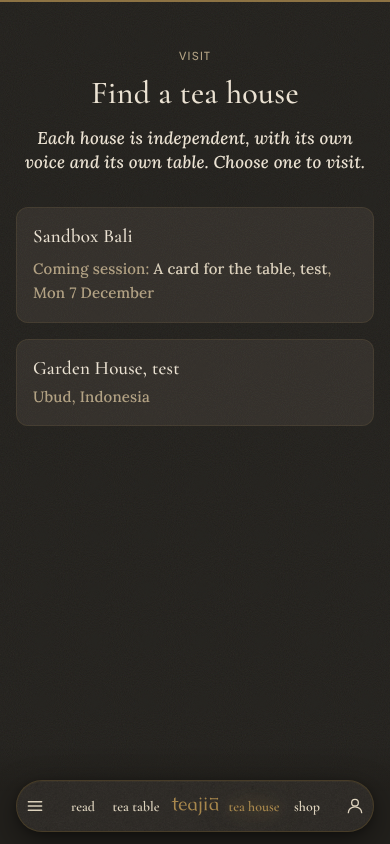 VISIT
Find a tea house
Each house is independent, with its own
voice and its own table. Choose one to visit.
Sandbox Bali
Coming session: A card for the table, test,
Mon 7 December
Garden House, test
Ubud, Indonesia
read tea table teajiā tea house shop